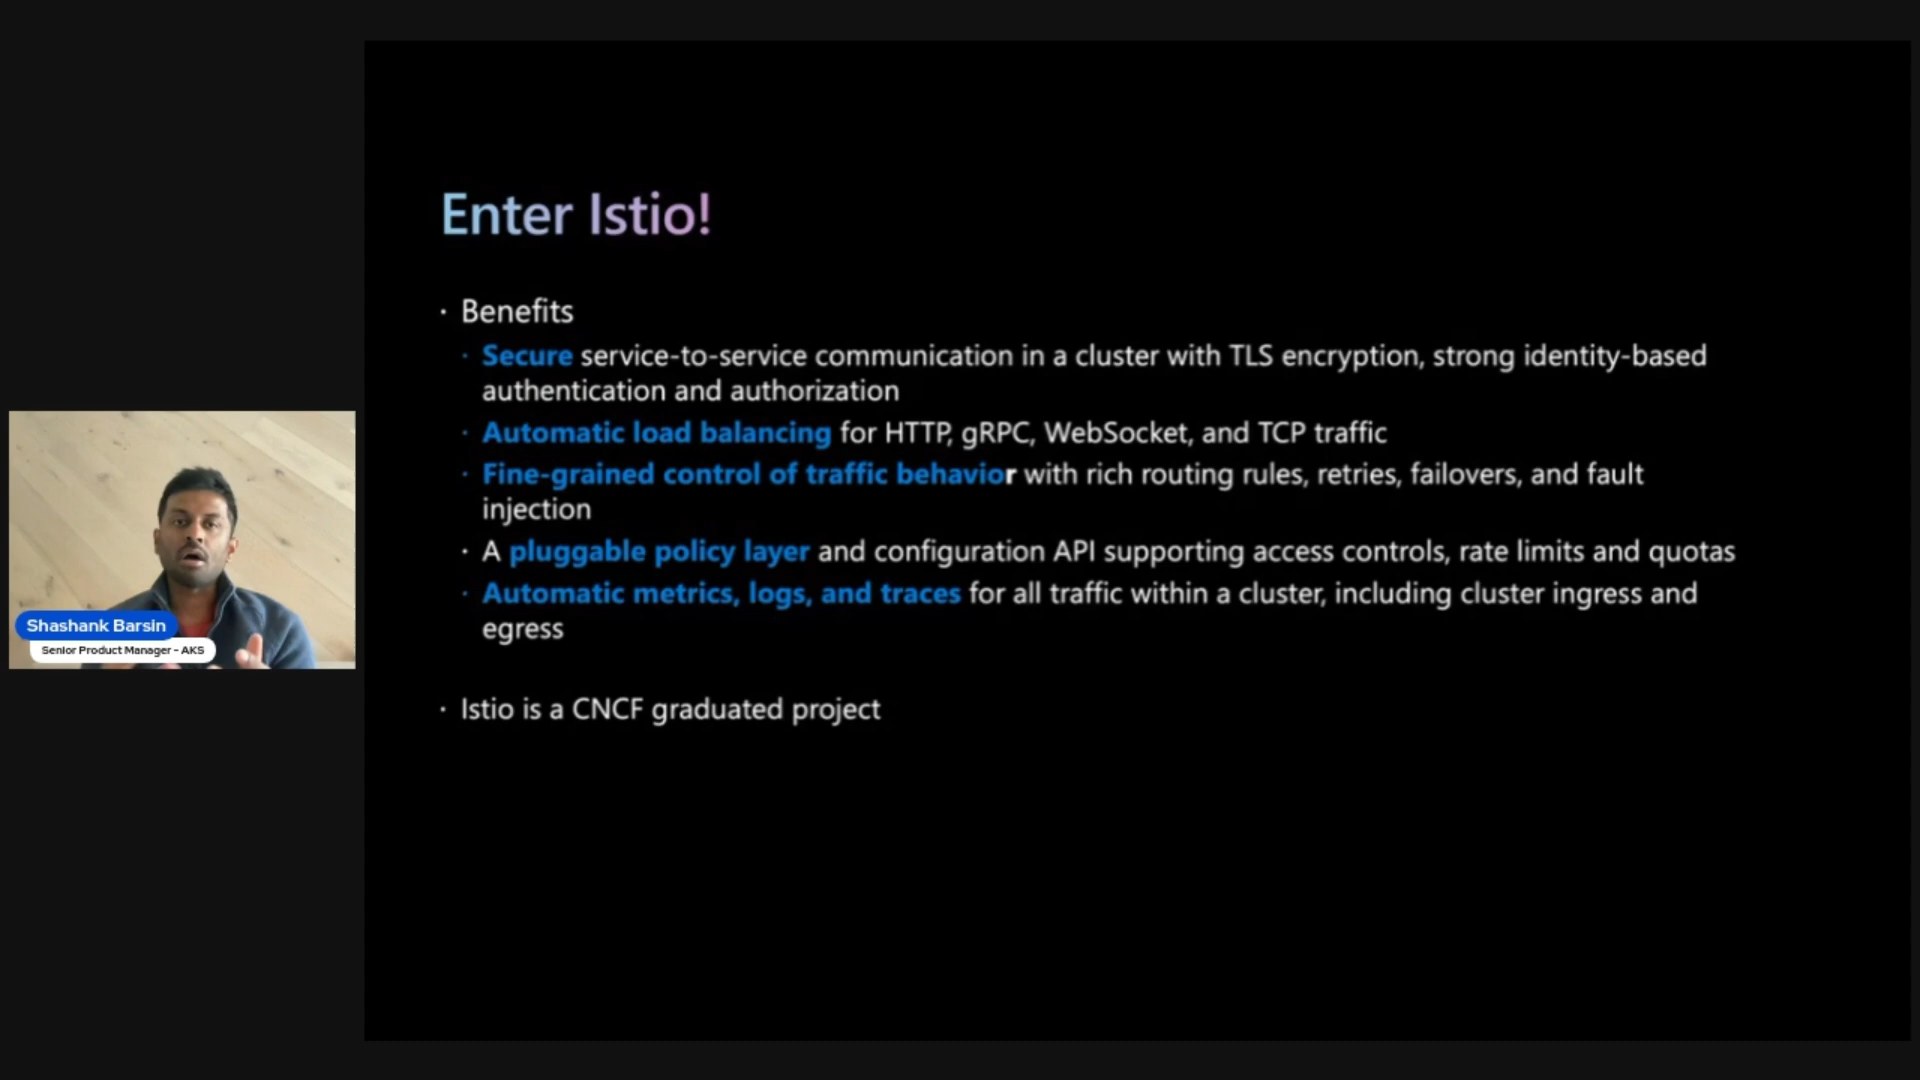 Enter Istio!
· Benefits
· Secure service-to-service communication in a cluster with TLS encryption, strong identity-based
authentication and authorization
· Automatic load balancing for HTTP, gRPC, WebSocket, and TCP traffic
· Fine-grained control of traffic behavior with rich routing rules, retries, failovers, and fault
injection
· A pluggable policy layer and configuration API supporting access controls, rate limits and quotas
· Automatic metrics, logs, and traces for all traffic within a cluster, including cluster ingress and
egress
· Istio is a CNCF graduated project
Shashank Barsin
Senior Product Manager - AKS